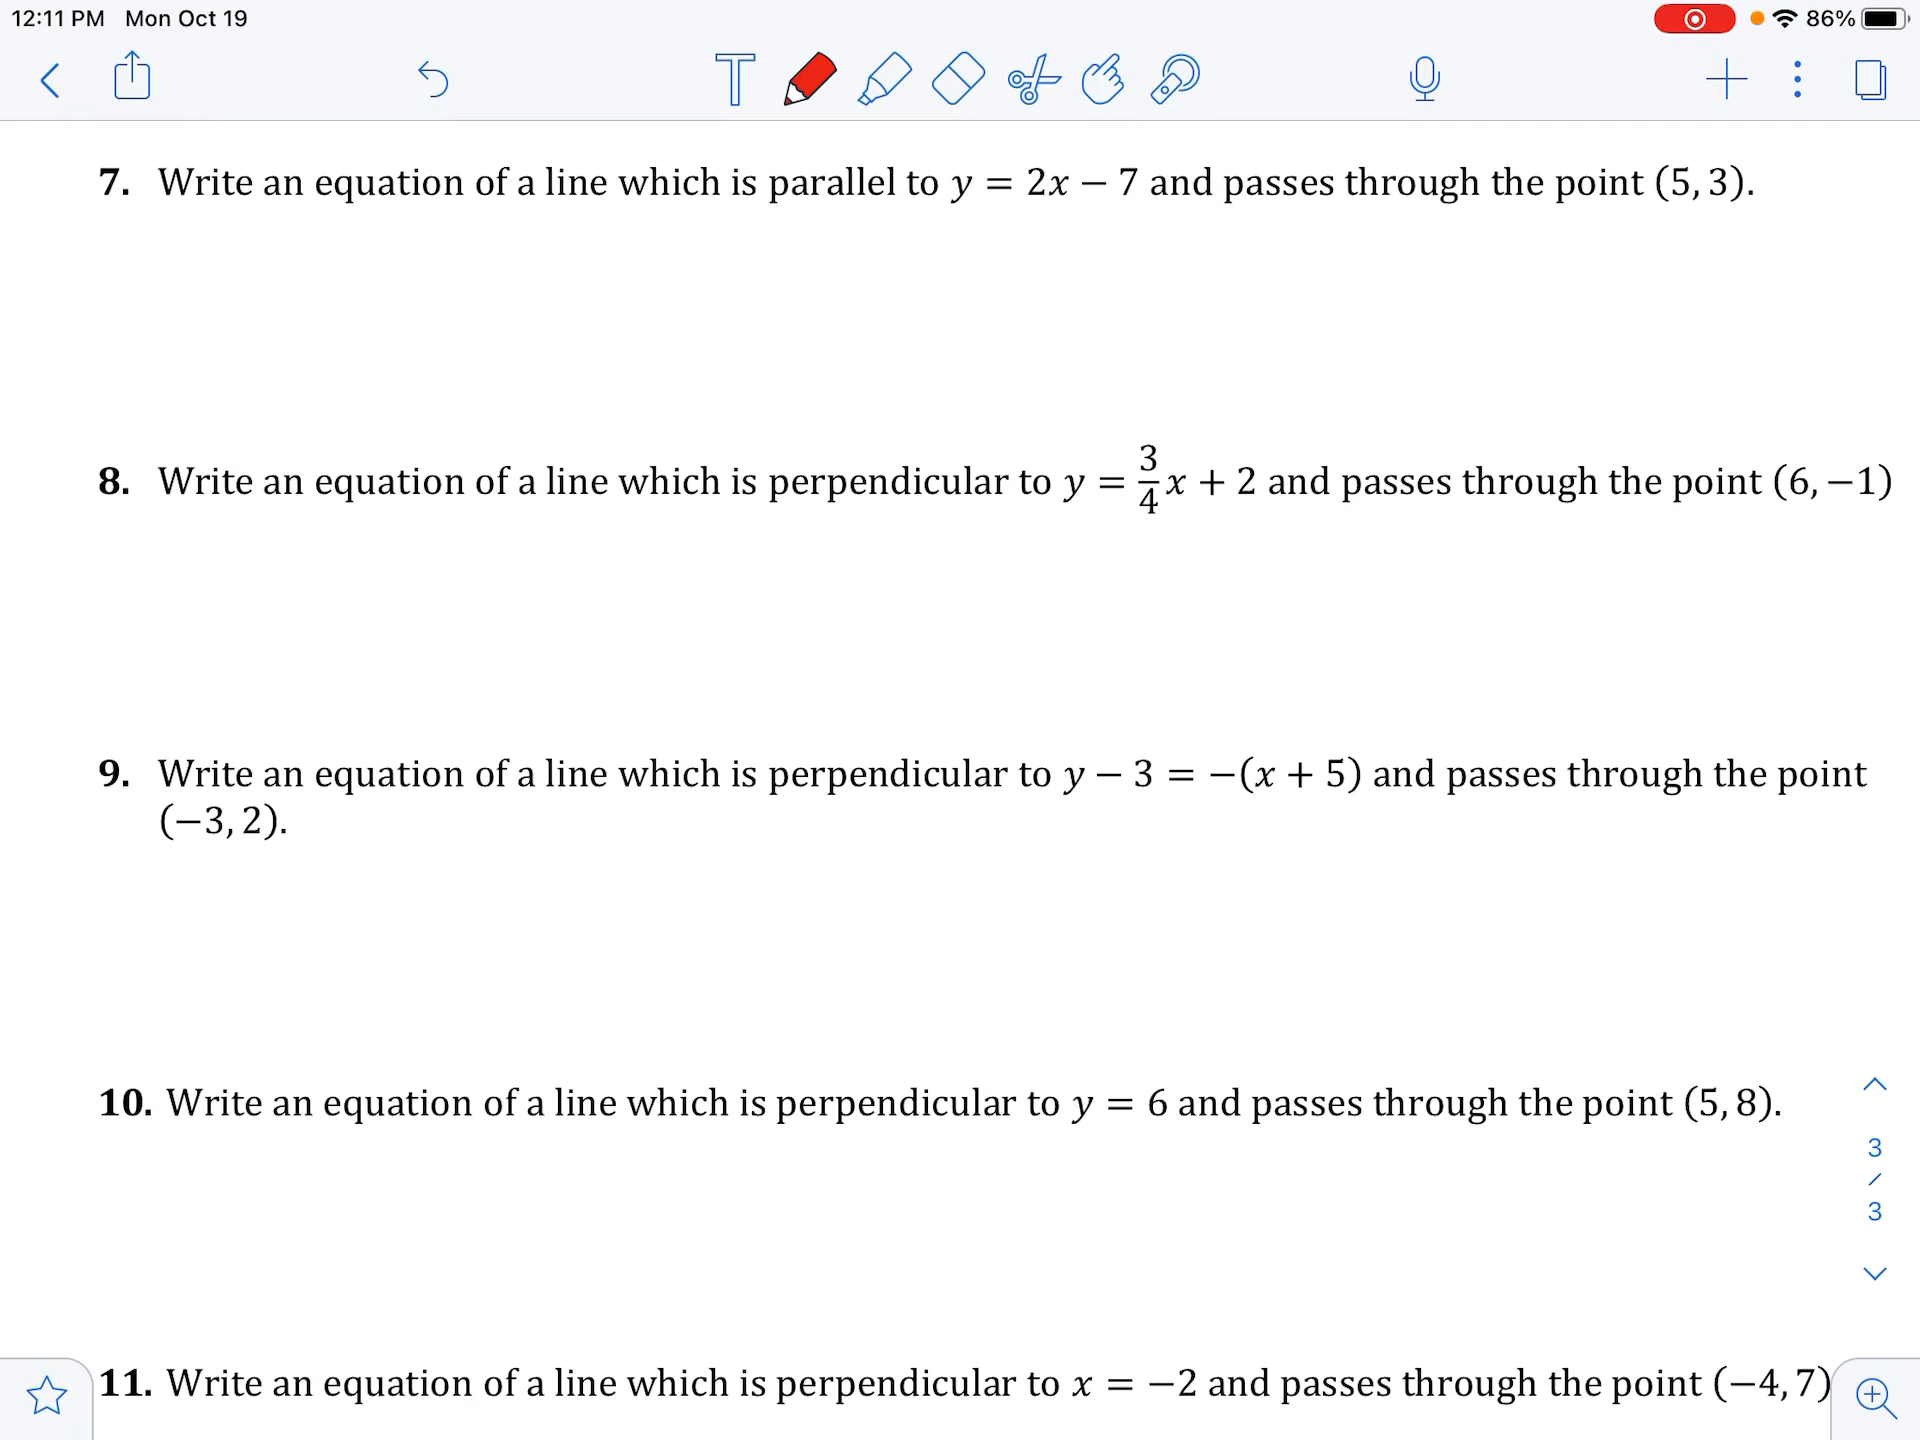 12:11 PM Mon Oct 19
86%
7. Write an equation of a line which is parallel to y = 2x − 7 and passes through the point (5, 3).
8. Write an equation of a line which is perpendicular to y = 3/4 x + 2 and passes through the point (6, −1)
9. Write an equation of a line which is perpendicular to y − 3 = −(x + 5) and passes through the point
(−3, 2).
10. Write an equation of a line which is perpendicular to y = 6 and passes through the point (5, 8).
3
/
3
11. Write an equation of a line which is perpendicular to x = −2 and passes through the point (−4, 7)